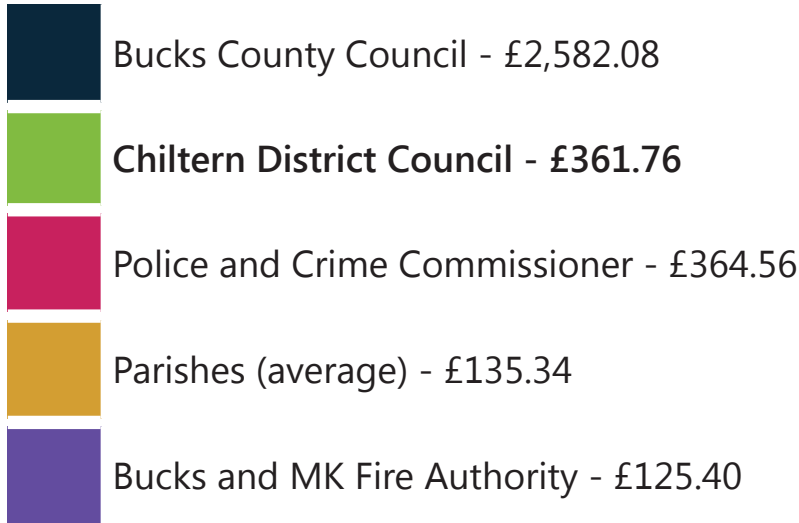 Bucks County Council - £2,582.08
Chiltern District Council - £361.76
Police and Crime Commissioner - £364.56
Parishes (average) - £135.34
Bucks and MK Fire Authority - £125.40